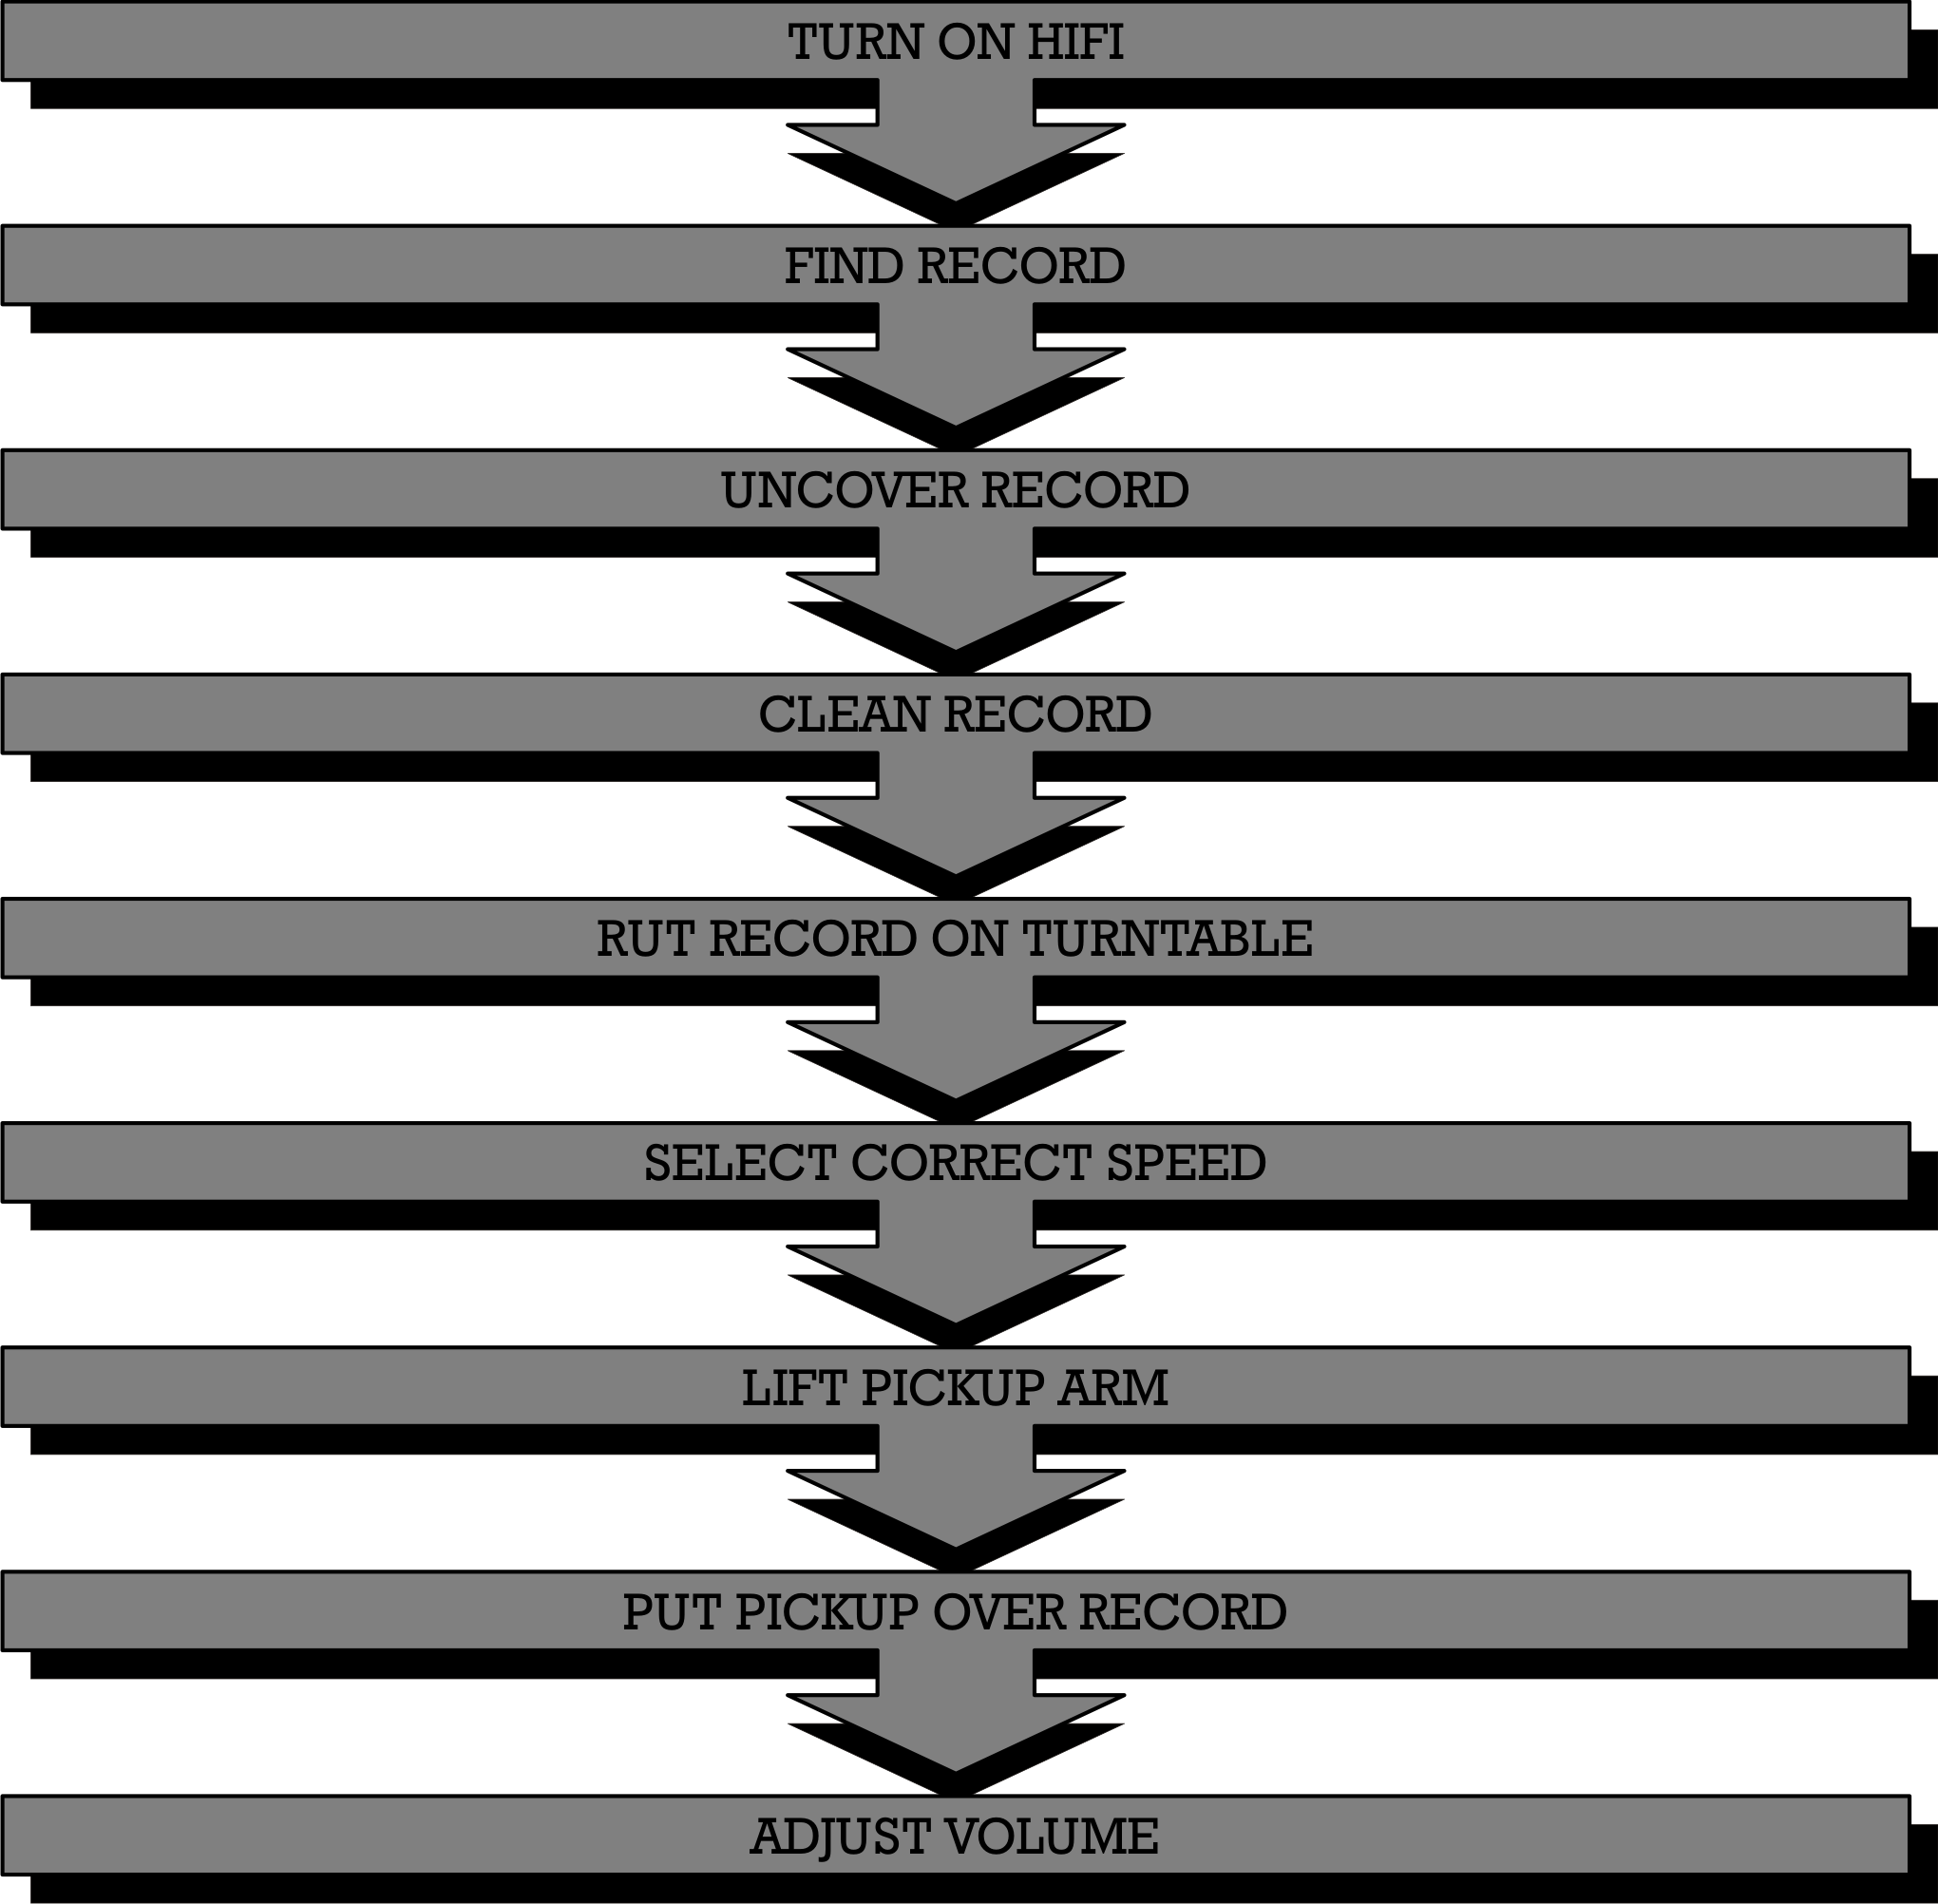 TURN ON HIFI
FIND RECORD
UNCOVER RECORD
CLEAN RECORD
RUT RECORD ON TURNTABLE
SELECT CORRECT SPEED
LIFT PICKUP ARM
PUT PICKUP OVER RECORD
ADJUST VOLUME